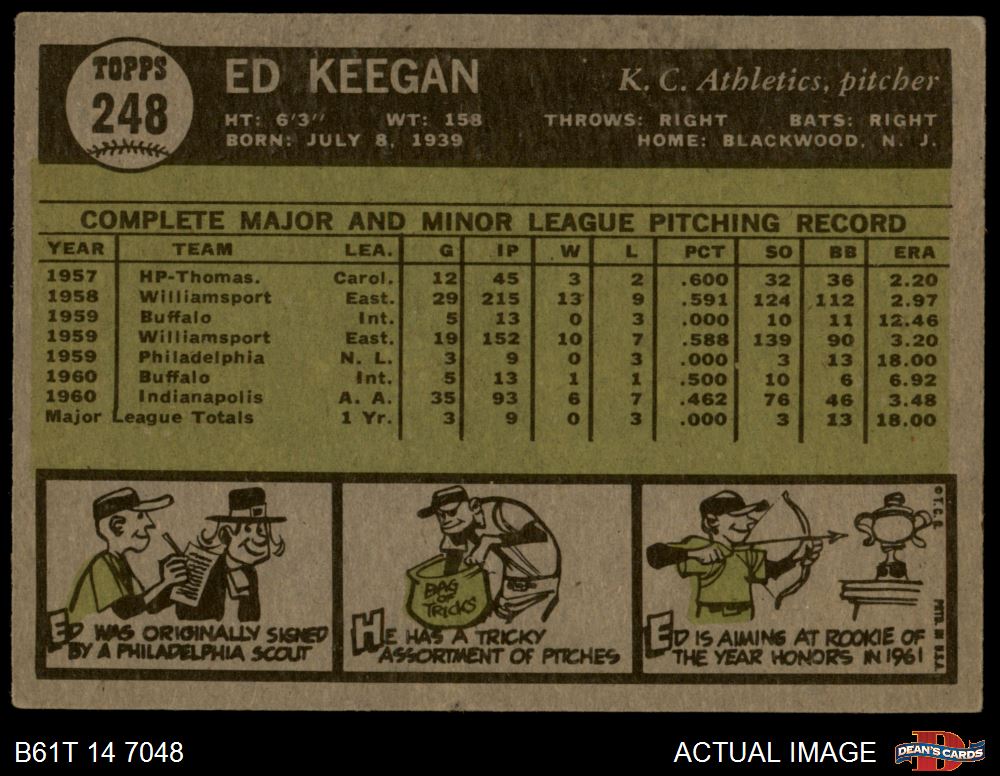 TOPPS
248
ED KEEGAN
K. C. Athletics, pitcher
HT: 6'3" WT: 158 THROWS: RIGHT BATS: RIGHT
BORN: JULY 8, 1939 HOME: BLACKWOOD, N. J.
COMPLETE MAJOR AND MINOR LEAGUE PITCHING RECORD
YEAR TEAM LEA. G IP W L PCT SO BB ERA
1957 HP-Thomas. Carol. 12 45 3 2 .600 32 36 2.20
1958 Williamsport East. 29 215 13 9 .591 124 112 2.97
1959 Buffalo Int. 5 13 0 3 .000 10 11 12.46
1959 Williamsport East. 19 152 10 7 .588 139 90 3.20
1959 Philadelphia N. L. 3 9 0 3 .000 3 13 18.00
1960 Buffalo Int. 5 13 1 1 .500 10 6 6.92
1960 Indianapolis A. A. 35 93 6 7 .462 76 46 3.48
Major League Totals 1 Yr. 3 9 0 3 .000 3 13 18.00
ED WAS ORIGINALLY SIGNED
BY A PHILADELPHIA SCOUT
BAG
OF
TRICKS
HE HAS A TRICKY
ASSORTMENT OF PITCHES
ED IS AIMING AT ROOKIE OF
THE YEAR HONORS IN 1961
© T. C. G.
PRTD. IN U.S.A.
B61T 14 7048
ACTUAL IMAGE
DEAN'S CARDS